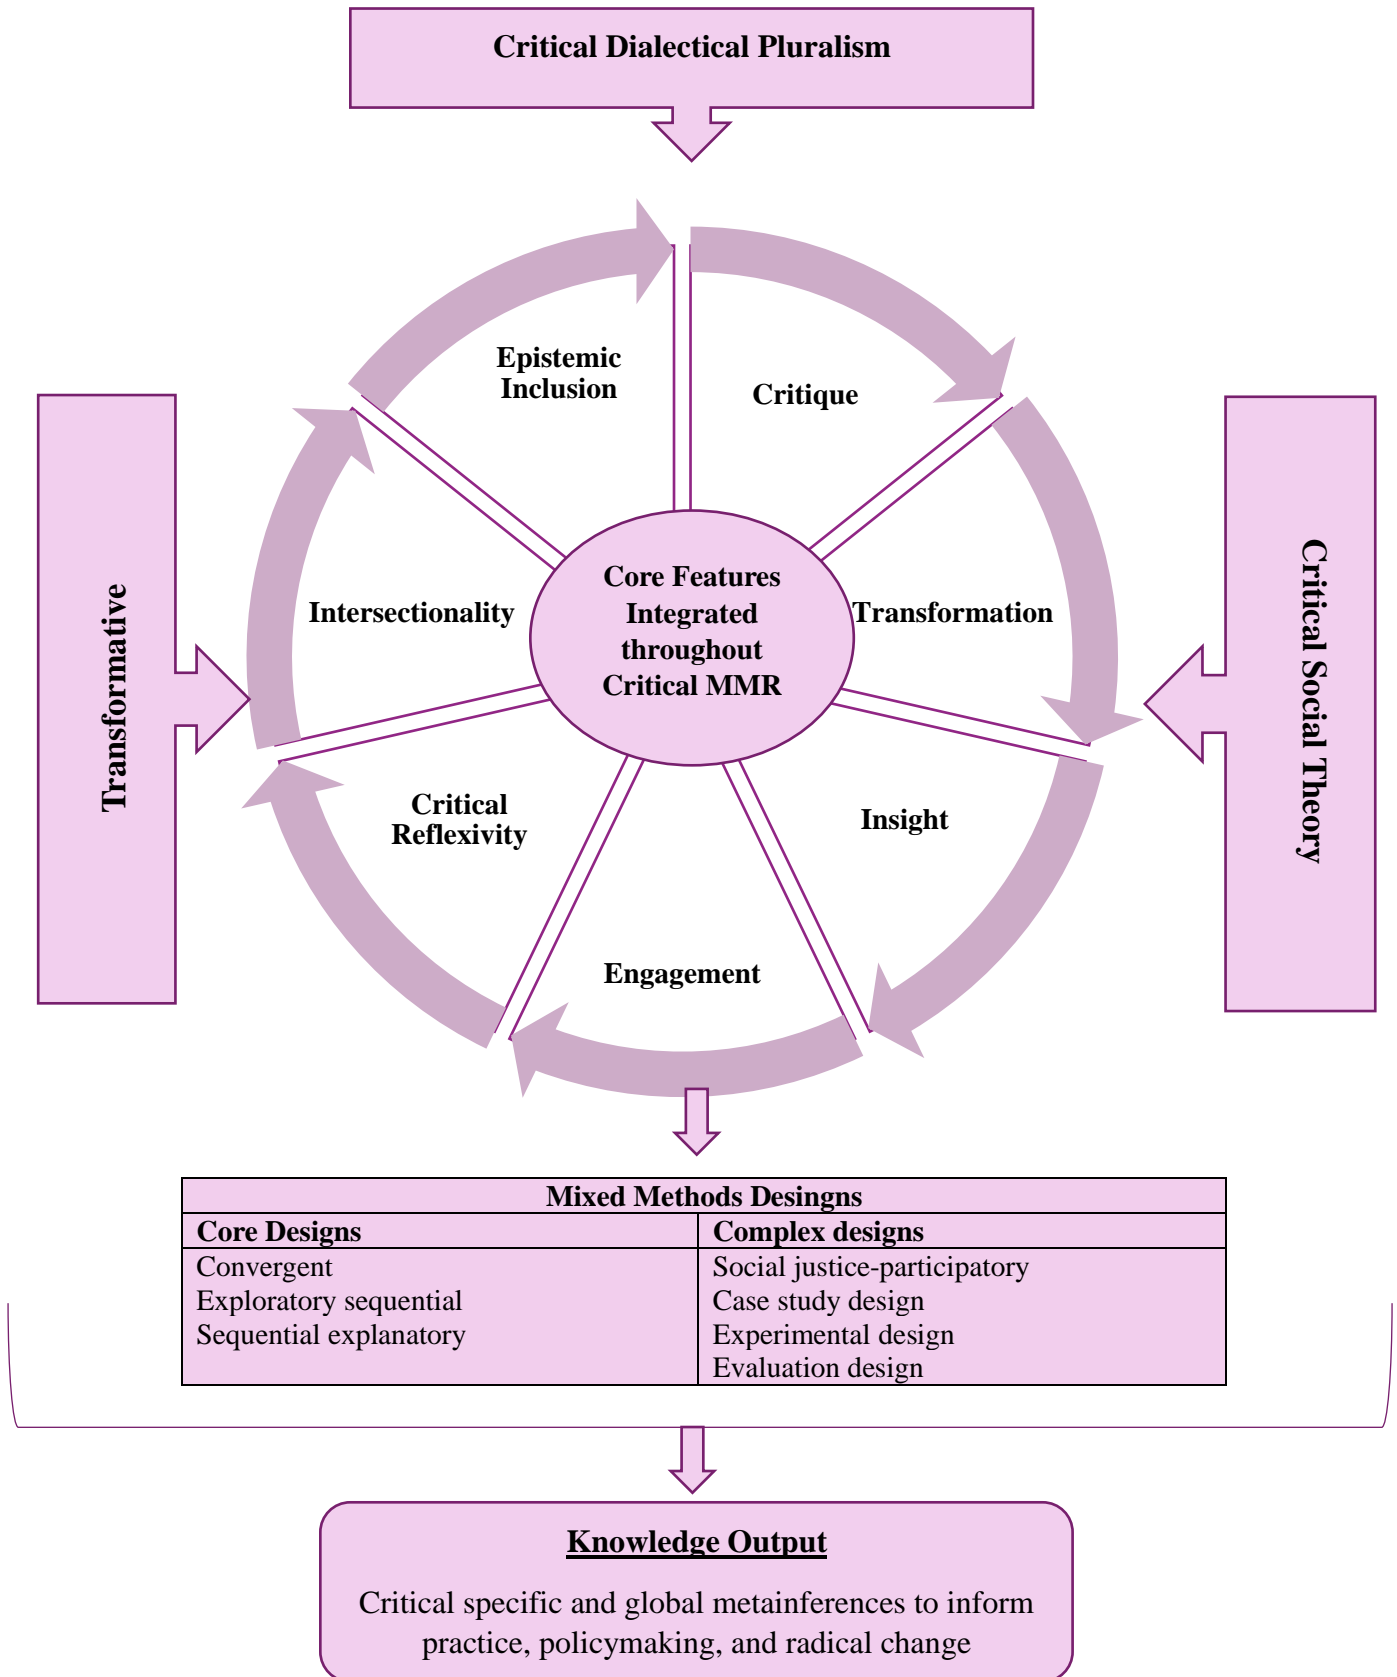 Critical Dialectical Pluralism
Epistemic
Inclusion
Critique
Transformative
Intersectionality
Core Features
Integrated
throughout
Critical MMR
Transformation
Critical Social Theory
Critical
Reflexivity
Insight
Engagement
Mixed Methods Desingns
Core Designs
Complex designs
Convergent
Social justice-participatory
Exploratory sequential
Case study design
Sequential explanatory
Experimental design
Evaluation design
Knowledge Output
Critical specific and global metainferences to inform
practice, policymaking, and radical change